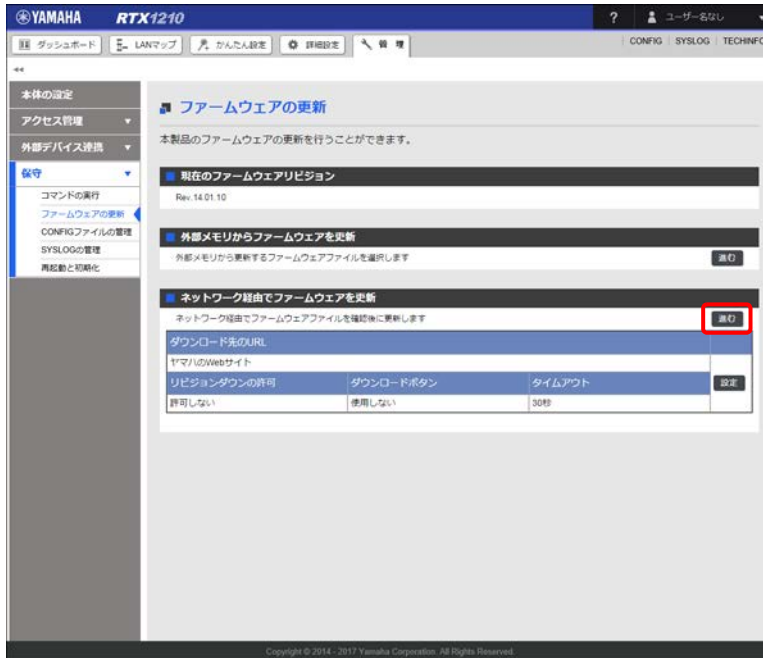 YAMAHA RTX1210 ? ユーザー名なし
ダッシュボード LANマップ かんたん設定 詳細設定 管理 CONFIG SYSLOG TECHINFO
本体の設定
アクセス管理
外部デバイス連携
保守
コマンドの実行
ファームウェアの更新
CONFIGファイルの管理
SYSLOGの管理
再起動と初期化
ファームウェアの更新
本製品のファームウェアの更新を行うことができます。
現在のファームウェアリビジョン
Rev.14.01.10
外部メモリからファームウェアを更新
外部メモリから更新するファームウェアファイルを選択します 進む
ネットワーク経由でファームウェアを更新
ネットワーク経由でファームウェアファイルを確認後に更新します 進む
ダウンロード先のURL
ヤマハのWebサイト
リビジョンダウンの許可 ダウンロードボタン タイムアウト 設定
許可しない 使用しない 30秒
Copyright © 2014 - 2017 Yamaha Corporation. All Rights Reserved.